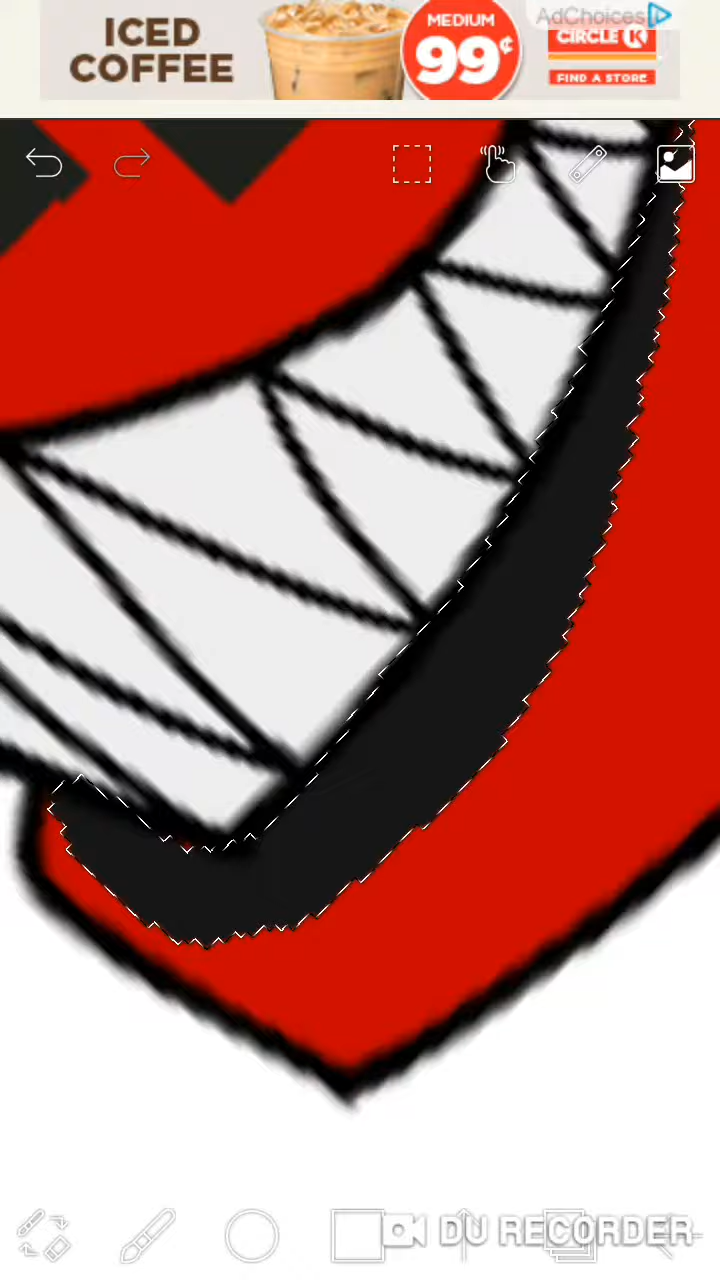 ICED
COFFEE
MEDIUM
99¢
AdChoices
CIRCLE K
FIND A STORE
DU RECORDER